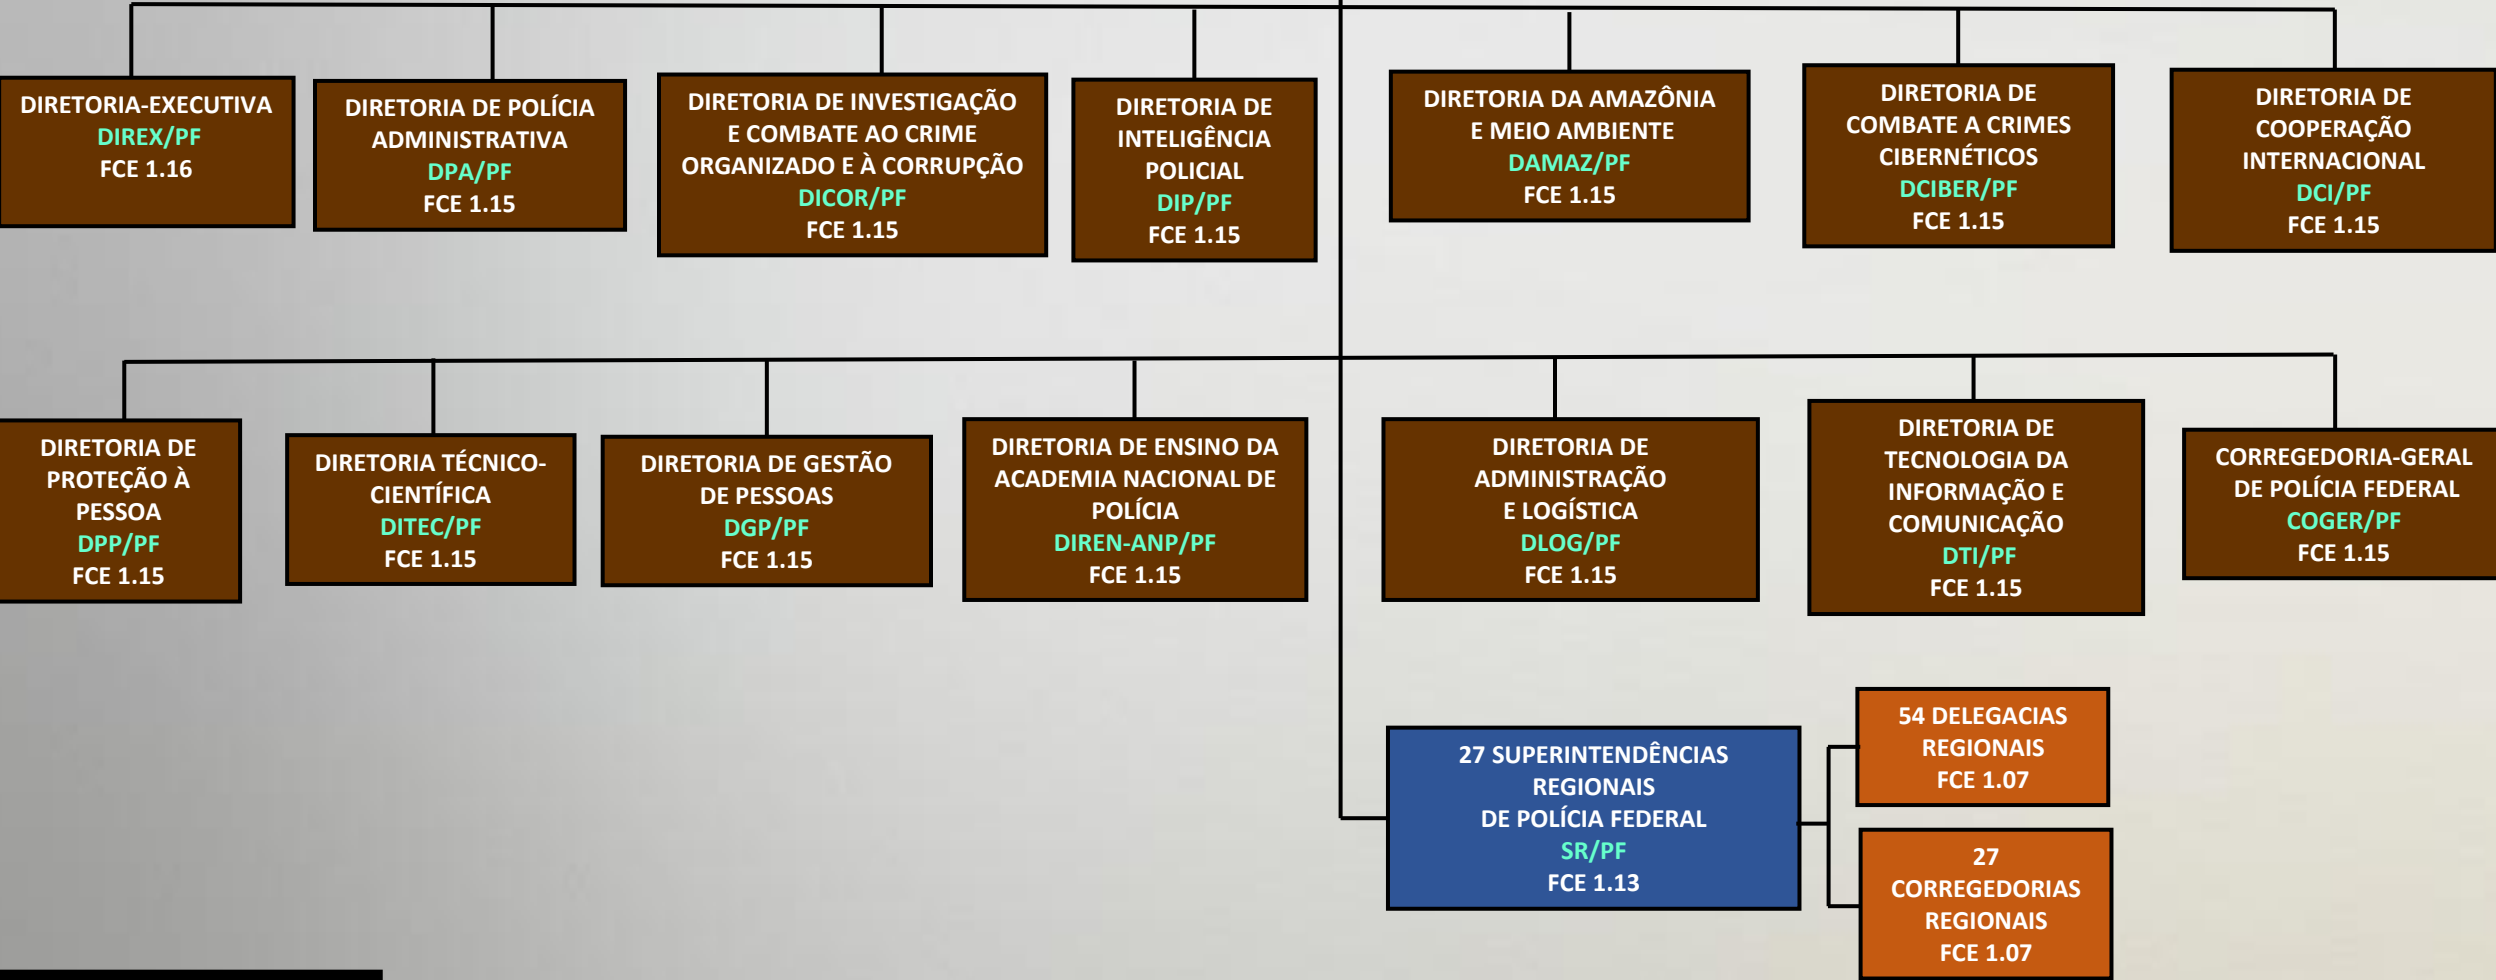 DIRETORIA-EXECUTIVA
DIREX/PF
FCE 1.16
DIRETORIA DE POLÍCIA
ADMINISTRATIVA
DPA/PF
FCE 1.15
DIRETORIA DE INVESTIGAÇÃO
E COMBATE AO CRIME
ORGANIZADO E À CORRUPÇÃO
DICOR/PF
FCE 1.15
DIRETORIA DE
INTELIGÊNCIA
POLICIAL
DIP/PF
FCE 1.15
DIRETORIA DA AMAZÔNIA
E MEIO AMBIENTE
DAMAZ/PF
FCE 1.15
DIRETORIA DE
COMBATE A CRIMES
CIBERNÉTICOS
DCIBER/PF
FCE 1.15
DIRETORIA DE
COOPERAÇÃO
INTERNACIONAL
DCI/PF
FCE 1.15
DIRETORIA DE
PROTEÇÃO À
PESSOA
DPP/PF
FCE 1.15
DIRETORIA TÉCNICO-
CIENTÍFICA
DITEC/PF
FCE 1.15
DIRETORIA DE GESTÃO
DE PESSOAS
DGP/PF
FCE 1.15
DIRETORIA DE ENSINO DA
ACADEMIA NACIONAL DE
POLÍCIA
DIREN-ANP/PF
FCE 1.15
DIRETORIA DE
ADMINISTRAÇÃO
E LOGÍSTICA
DLOG/PF
FCE 1.15
DIRETORIA DE
TECNOLOGIA DA
INFORMAÇÃO E
COMUNICAÇÃO
DTI/PF
FCE 1.15
CORREGEDORIA-GERAL
DE POLÍCIA FEDERAL
COGER/PF
FCE 1.15
27 SUPERINTENDÊNCIAS
REGIONAIS
DE POLÍCIA FEDERAL
SR/PF
FCE 1.13
54 DELEGACIAS
REGIONAIS
FCE 1.07
27
CORREGEDORIAS
REGIONAIS
FCE 1.07